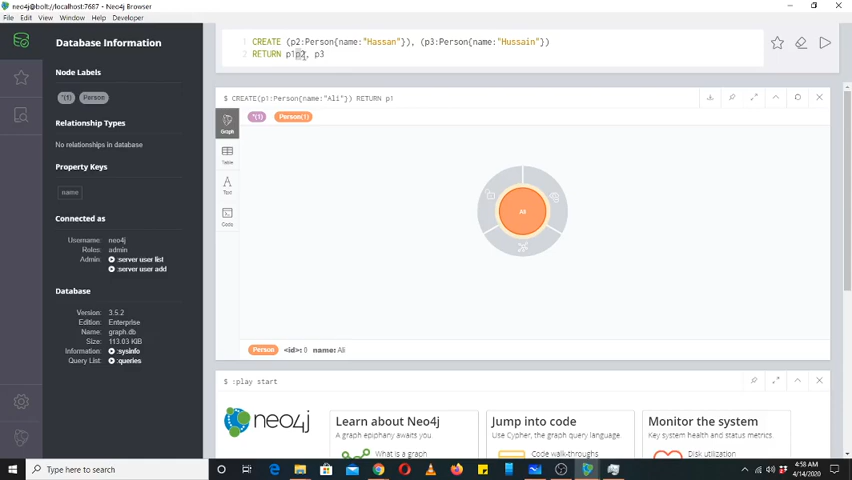 neo4j@bolt://localhost:7687 - Neo4j Browser
File Edit View Window Help Developer
Database Information
Node Labels
*(1) Person
Relationship Types
No relationships in database
Property Keys
name
Connected as
Username: neo4j
Roles: admin
Admin: :server user list
:server user add
Database
Version: 3.5.2
Edition: Enterprise
Name: graph.db
Size: 113.03 KiB
Information: :sysinfo
Query List: :queries
1 CREATE (p2:Person{name:"Hassan"}), (p3:Person{name:"Hussain"})
2 RETURN p1p2, p3
$ CREATE(p1:Person{name:"Ali"}) RETURN p1
*(1) Person(1)
Graph
Table
Text
Code
Ali
Person <id>: 0 name: Ali
$ :play start
neo4j
Learn about Neo4j
A graph epiphany awaits you
What is a graph
Jump into code
Use Cypher, the graph query language
Code walk-throughs
Monitor the system
Key system health and status metrics
Disk utilization
Type here to search
4:58 AM
4/14/2020